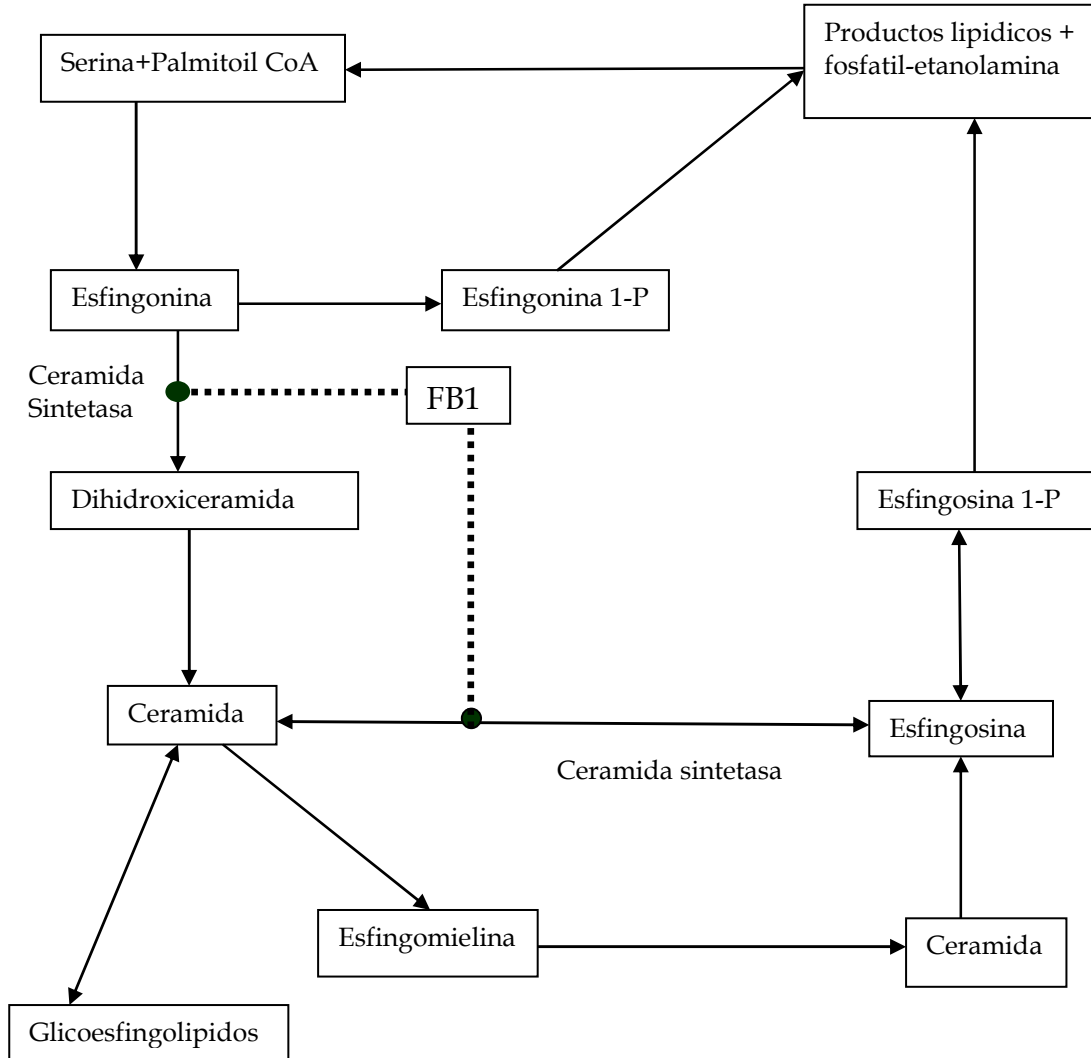 Serina+Palmitoil CoA
Productos lipidicos +
fosfatil-etanolamina
Esfingonina
Esfingonina 1-P
Ceramida
Sintetasa
FB1
Dihidroxiceramida
Esfingosina 1-P
Ceramida
Esfingosina
Ceramida sintetasa
Esfingomielina
Ceramida
Glicoesfingolipidos